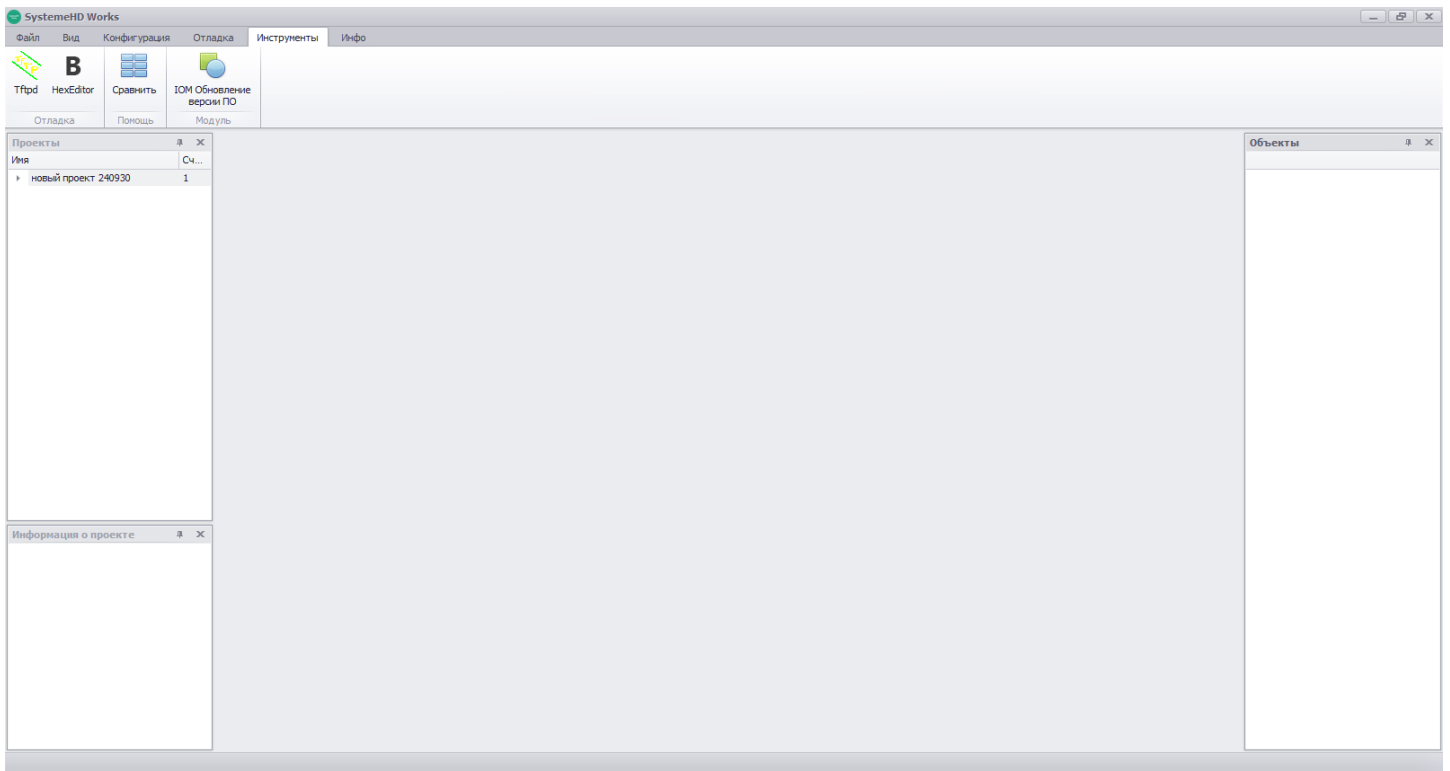 SystemeHD Works
Файл Вид Конфигурация Отладка Инструменты Инфо
Tftpd HexEditor Сравнить IOM Обновление
версии ПО
Отладка Помощь Модуль
Проекты
Имя Сч...
новый проект 240930 1
Информация о проекте
Объекты